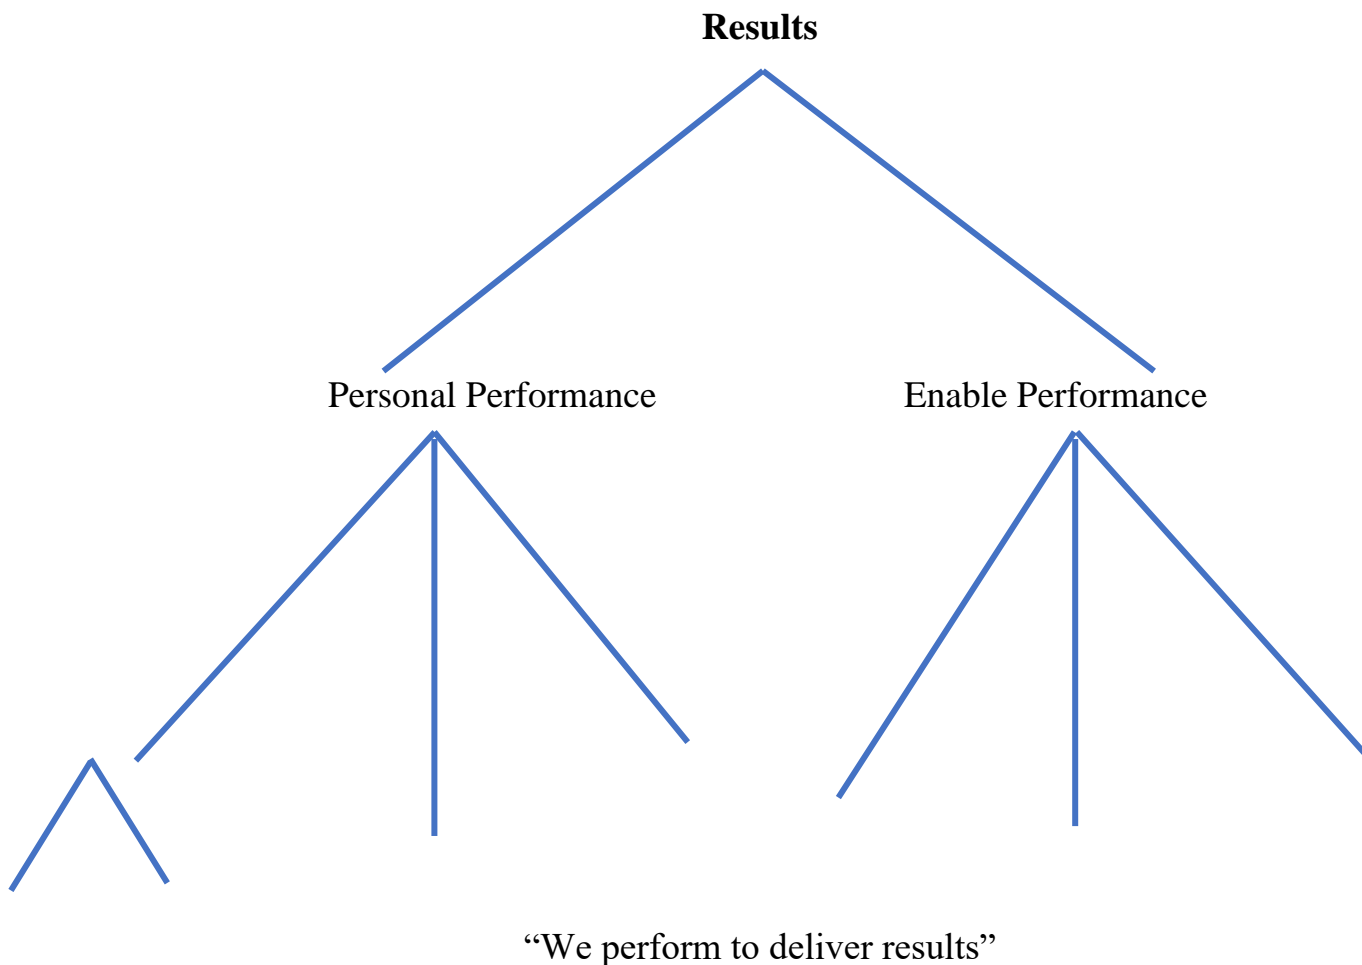 Results
Personal Performance Enable Performance
“We perform to deliver results”